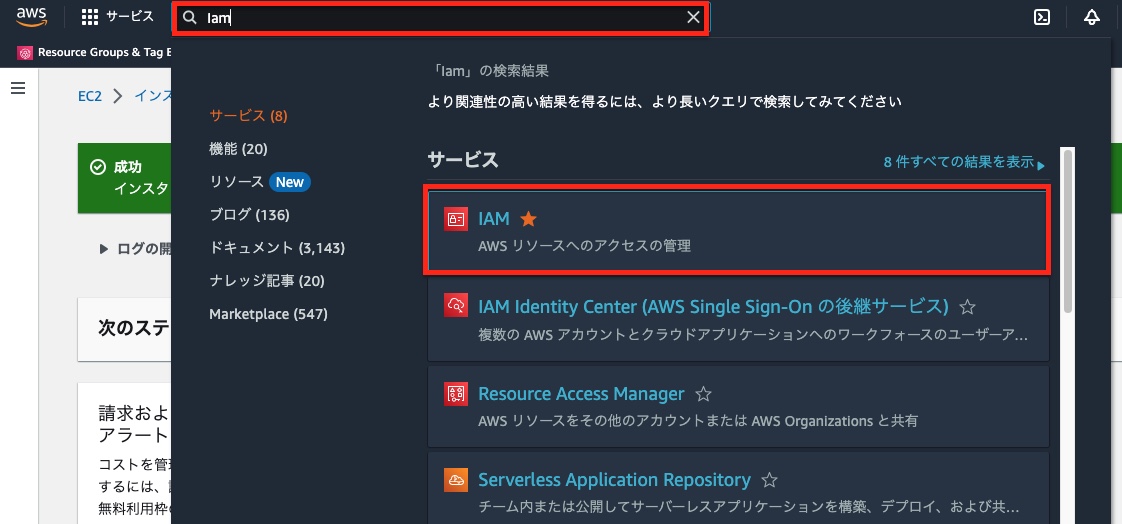 aws
サービス
Iam
Resource Groups & Tag E
EC2
インス
成功
インスタ
ログの開
次のステ
請求およ
アラート
コストを管理
するには、
無料利用枠の
「Iam」の検索結果
より関連性の高い結果を得るには、より長いクエリで検索してみてください
サービス (8)
機能 (20)
リソース New
ブログ (136)
ドキュメント (3,143)
ナレッジ記事 (20)
Marketplace (547)
サービス
8 件すべての結果を表示
IAM
AWS リソースへのアクセスの管理
IAM Identity Center (AWS Single Sign-On の後継サービス)
複数の AWS アカウントとクラウドアプリケーションへのワークフォースのユーザーア...
Resource Access Manager
AWS リソースをその他のアカウントまたは AWS Organizations と共有
Serverless Application Repository
チーム内または公開してサーバーレスアプリケーションを構築、デプロイ、および共...